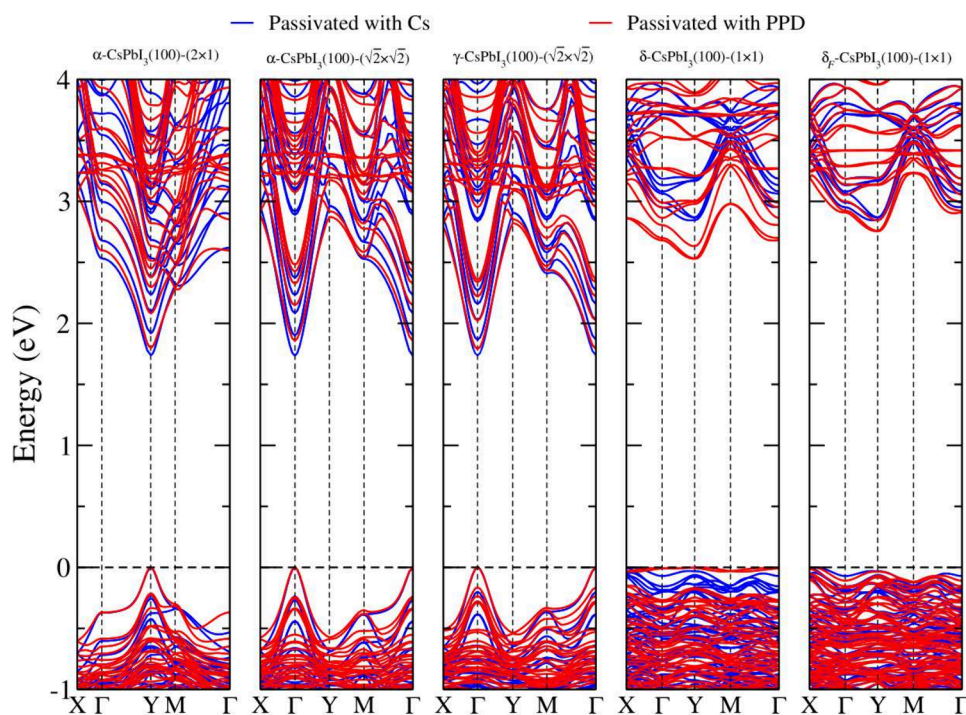 Passivated with Cs Passivated with PPD
α-CsPbI₃(100)-(2×1) α-CsPbI₃(100)-(√2×√2) γ-CsPbI₃(100)-(√2×√2) δ-CsPbI₃(100)-(1×1) δ_F-CsPbI₃(100)-(1×1)
4
3
2
1
0
-1
Energy (eV)
X Γ Y M Γ X Γ Y M Γ X Γ Y M Γ X Γ Y M Γ X Γ Y M Γ